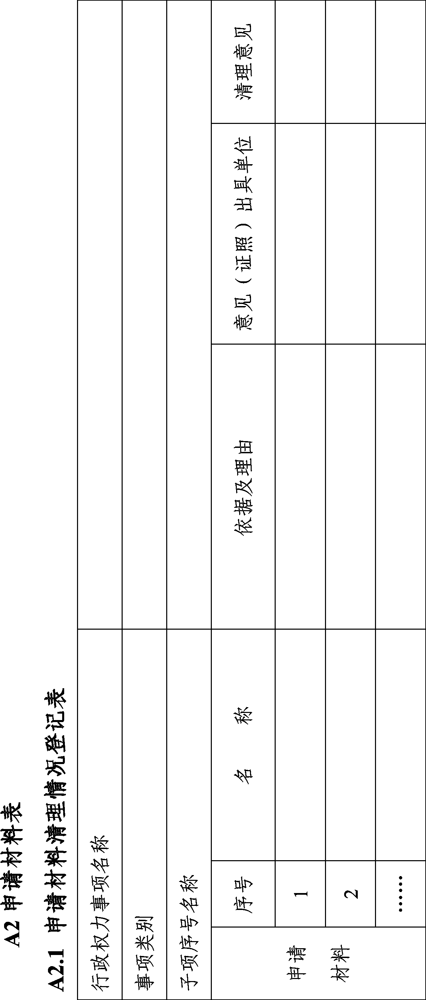 A2 申请材料表
A2.1 申请材料清理情况登记表
行政权力事项名称
事项类别
子项序号名称
申请材料
序号 名 称 依据及理由 意见（证照）出具单位 清理意见
1
2
……